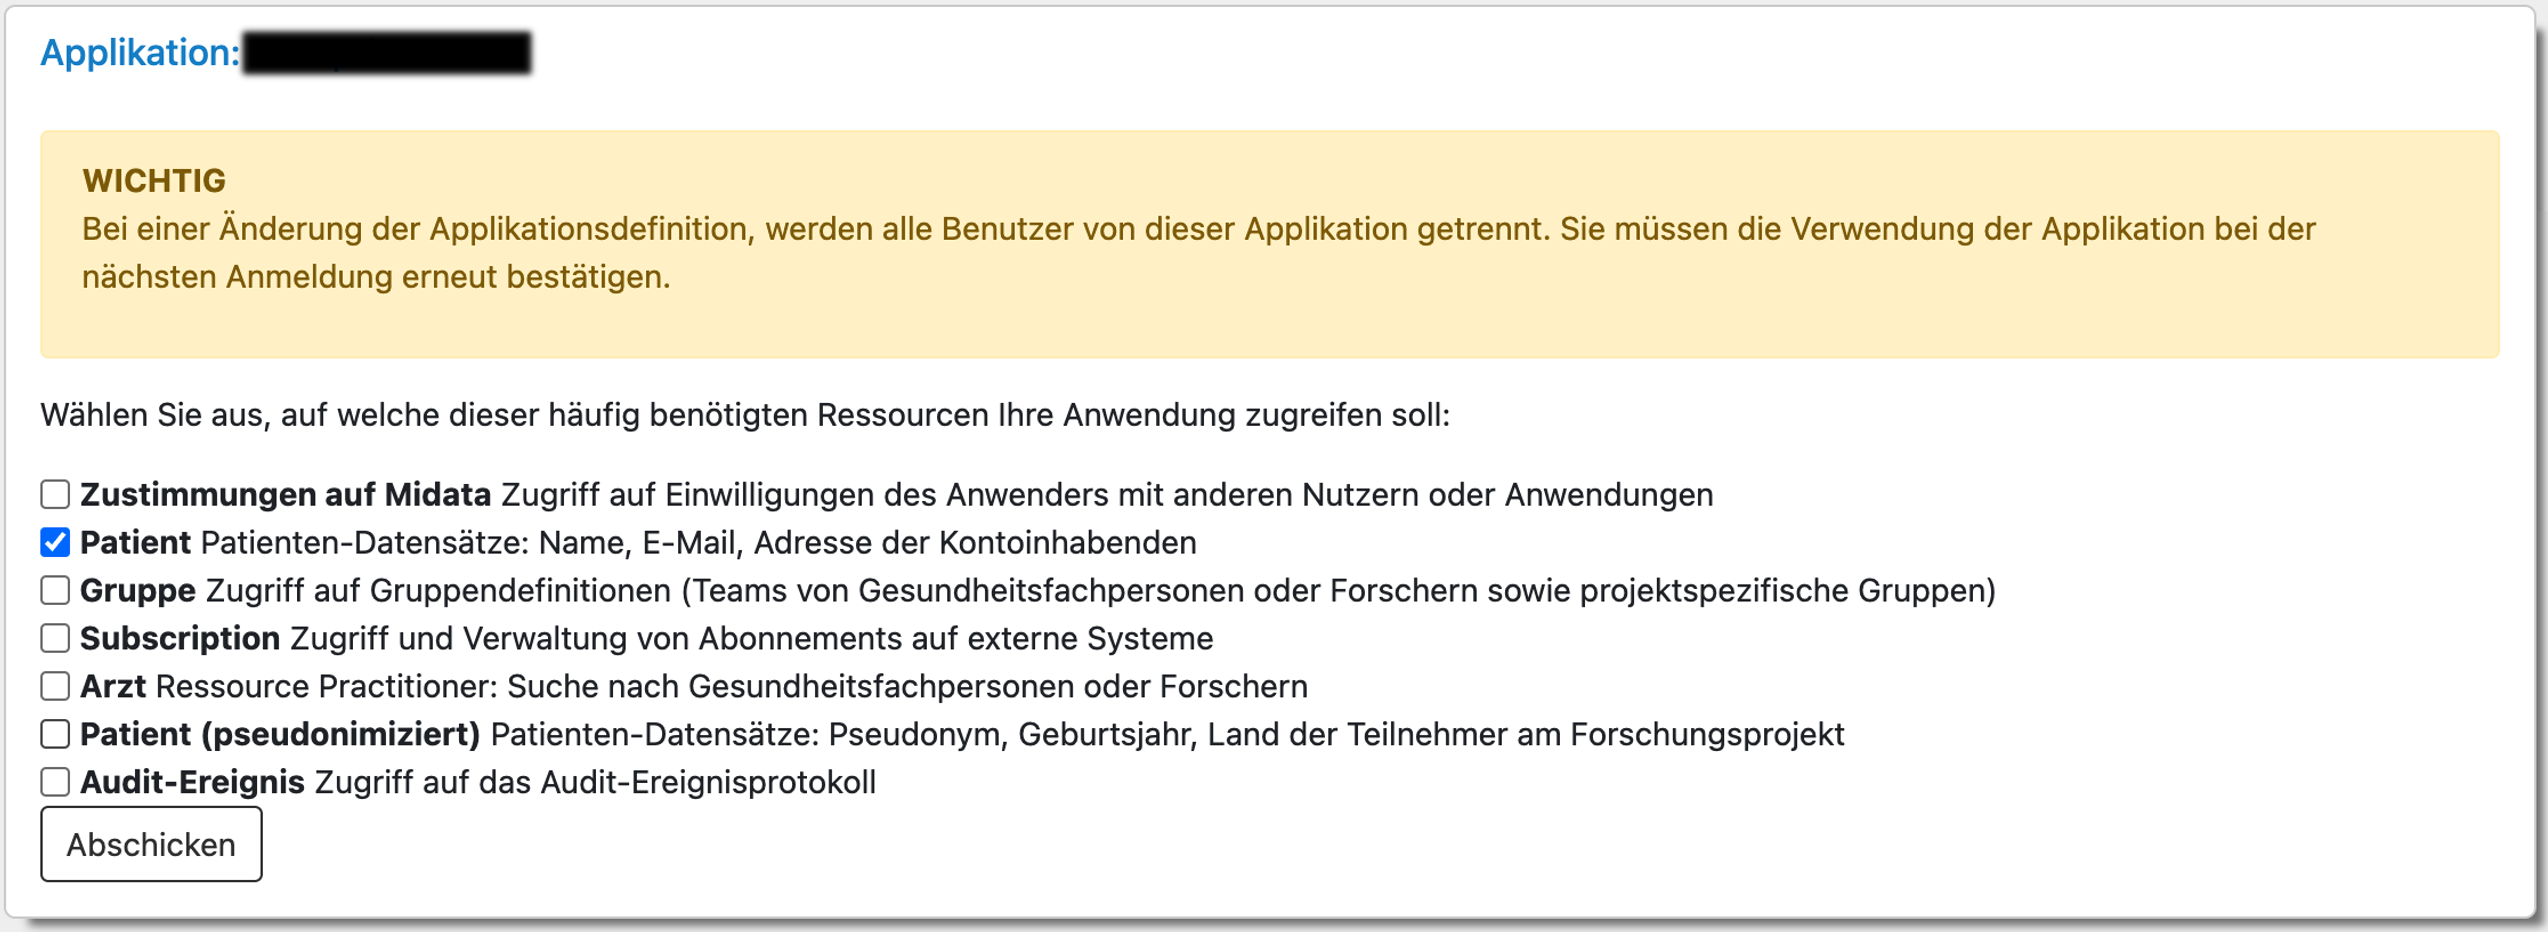 Applikation:
WICHTIG
Bei einer Änderung der Applikationsdefinition, werden alle Benutzer von dieser Applikation getrennt. Sie müssen die Verwendung der Applikation bei der
nächsten Anmeldung erneut bestätigen.
Wählen Sie aus, auf welche dieser häufig benötigten Ressourcen Ihre Anwendung zugreifen soll:
Zustimmungen auf Midata Zugriff auf Einwilligungen des Anwenders mit anderen Nutzern oder Anwendungen
Patient Patienten-Datensätze: Name, E-Mail, Adresse der Kontoinhabenden
Gruppe Zugriff auf Gruppendefinitionen (Teams von Gesundheitsfachpersonen oder Forschern sowie projektspezifische Gruppen)
Subscription Zugriff und Verwaltung von Abonnements auf externe Systeme
Arzt Ressource Practitioner: Suche nach Gesundheitsfachpersonen oder Forschern
Patient (pseudonimiziert) Patienten-Datensätze: Pseudonym, Geburtsjahr, Land der Teilnehmer am Forschungsprojekt
Audit-Ereignis Zugriff auf das Audit-Ereignisprotokoll
Abschicken